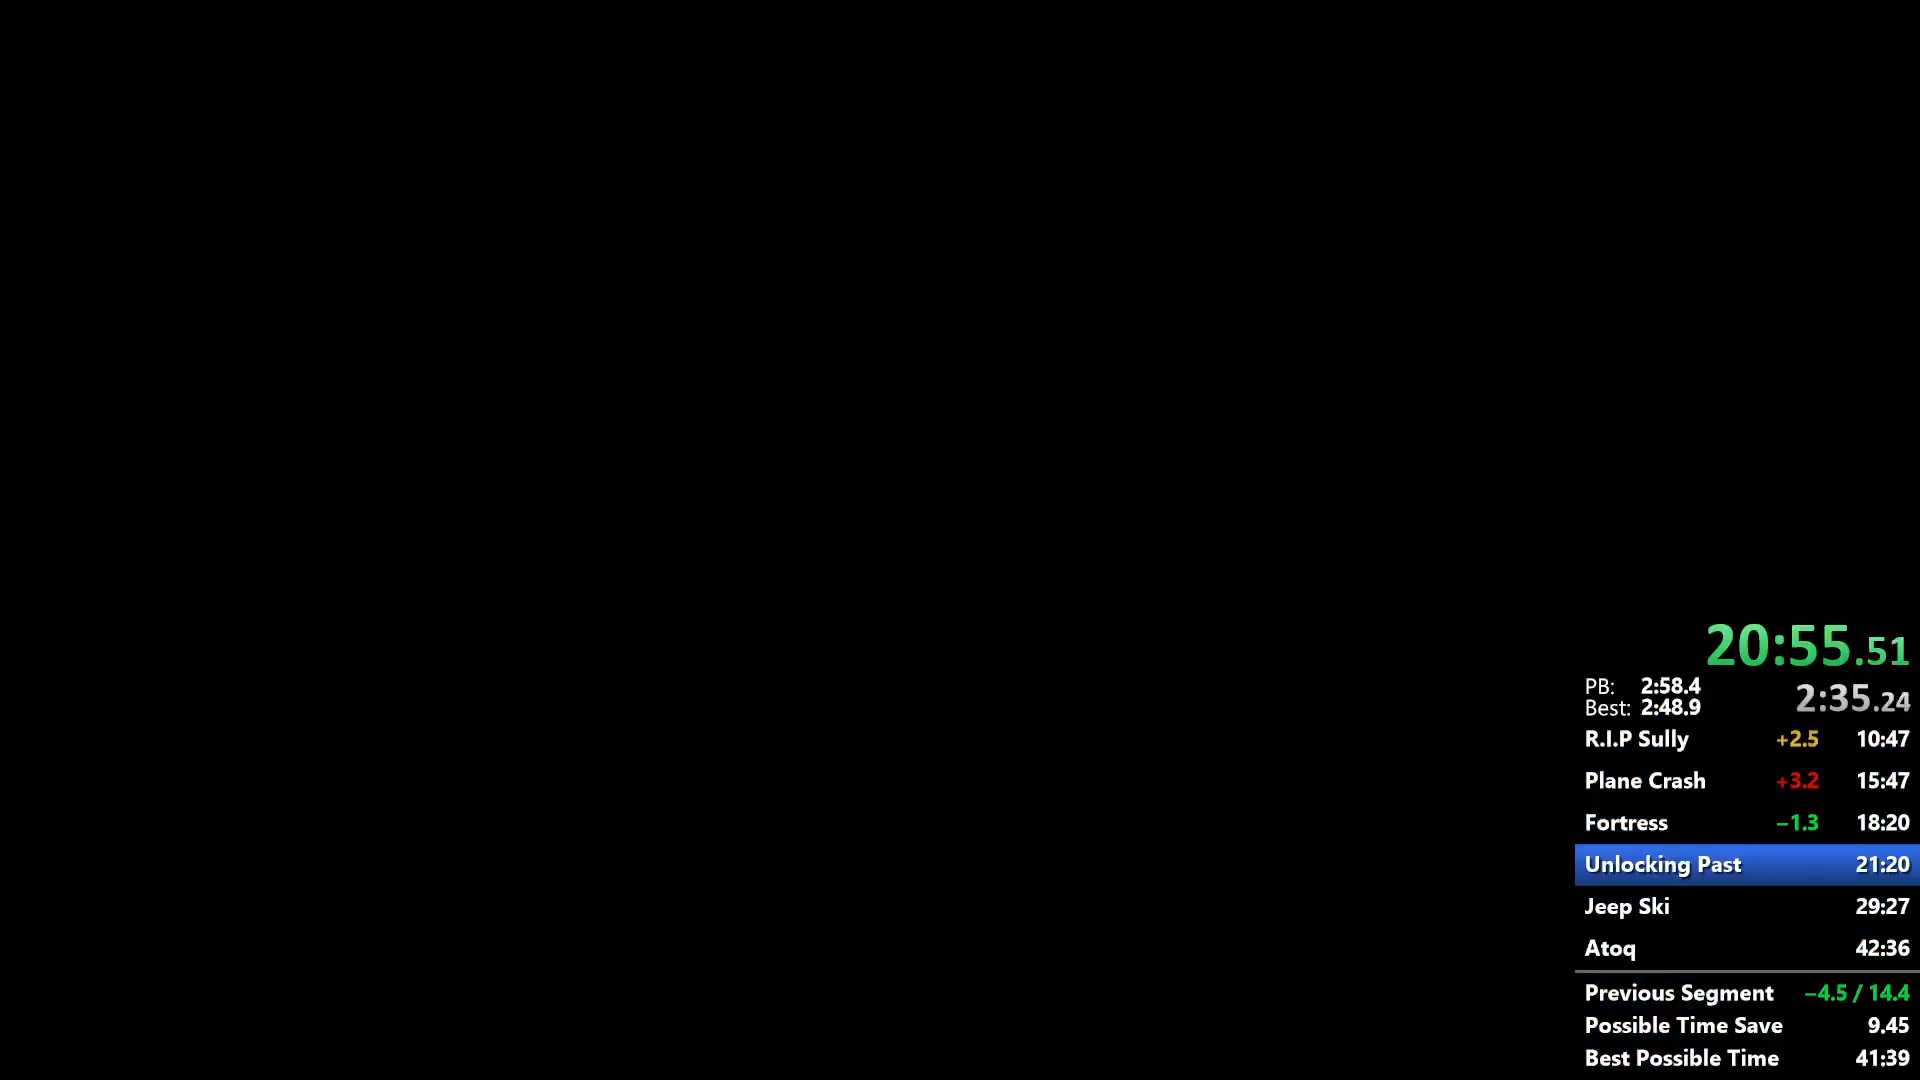 20:55.51
PB: 2:58.4 2:35.24
Best: 2:48.9
R.I.P Sully +2.5 10:47
Plane Crash +3.2 15:47
Fortress −1.3 18:20
Unlocking Past 21:20
Jeep Ski 29:27
Atoq 42:36
Previous Segment −4.5 / 14.4
Possible Time Save 9.45
Best Possible Time 41:39